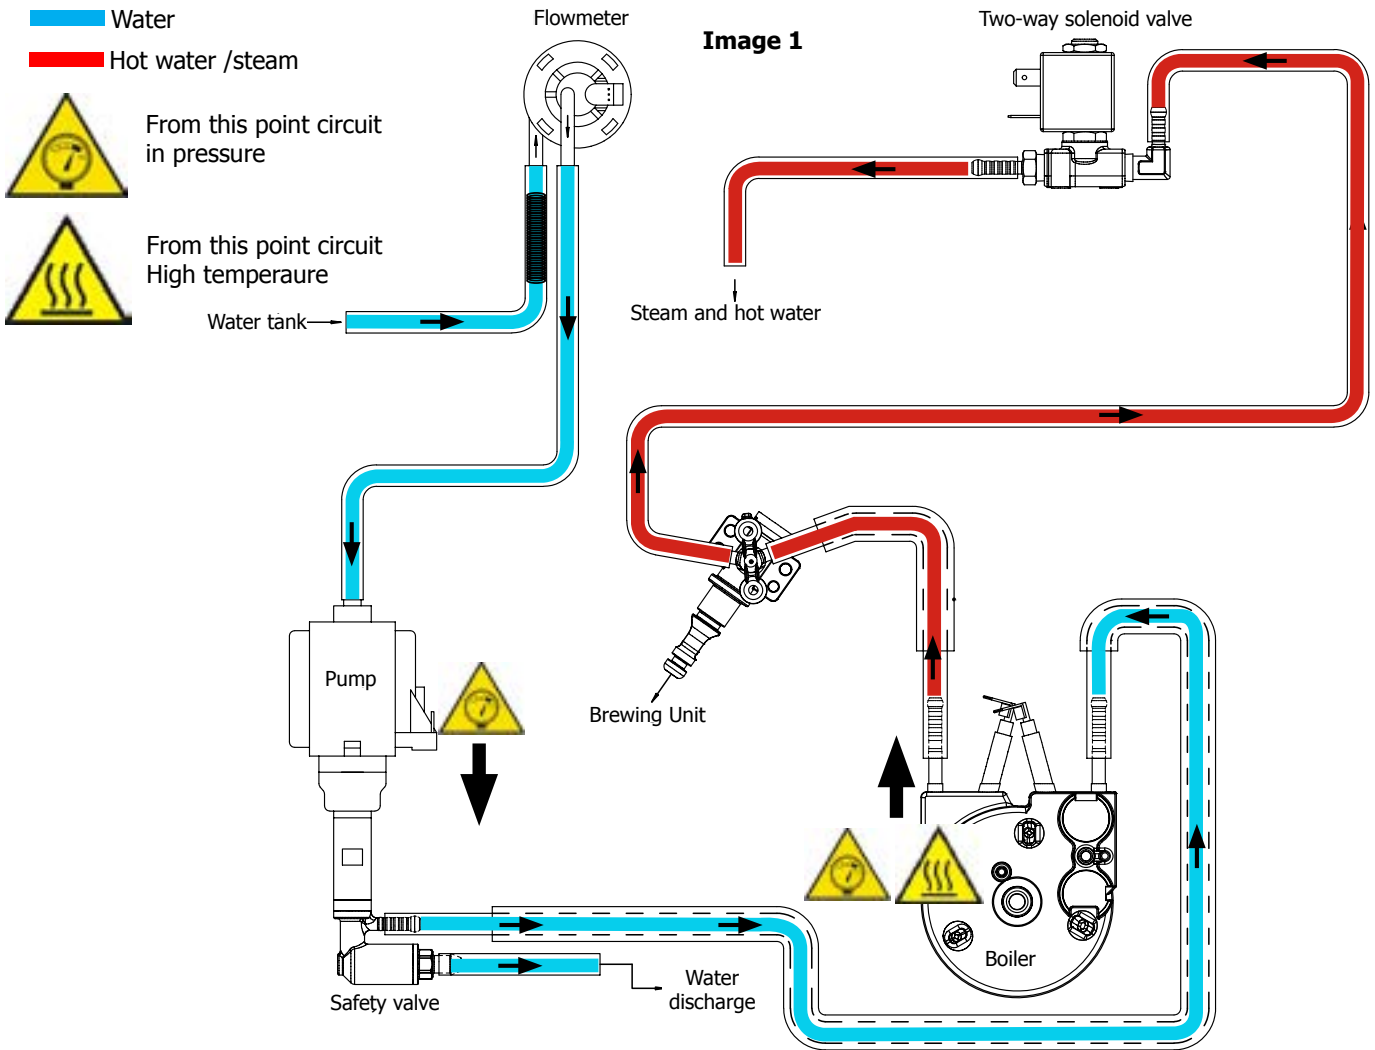 Water
Hot water /steam
From this point circuit
in pressure
From this point circuit
High temperaure
Flowmeter
Image 1
Two-way solenoid valve
Water tank
Steam and hot water
Pump
Brewing Unit
Boiler
Safety valve
Water
discharge